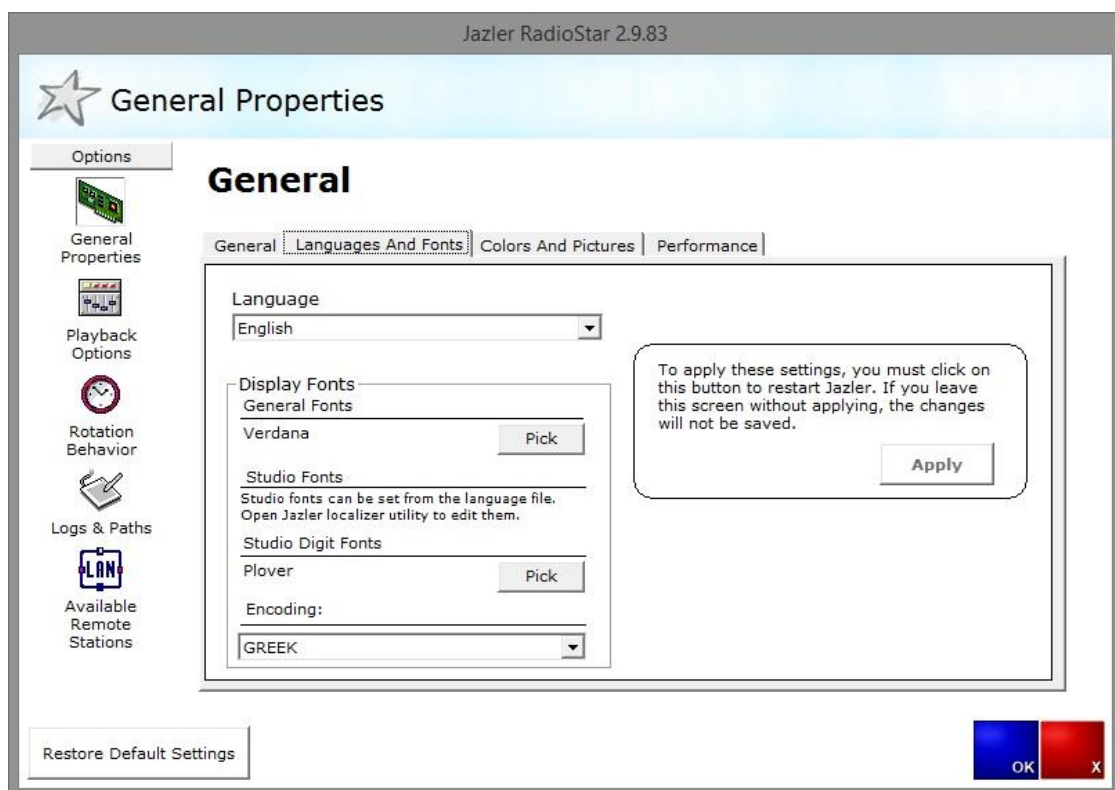 Jazler RadioStar 2.9.83
General Properties
Options
General
Properties
Playback
Options
Rotation
Behavior
Logs & Paths
LAN
Available
Remote
Stations
General
General
Languages And Fonts
Colors And Pictures
Performance
Language
English
Display Fonts
General Fonts
Verdana
Pick
Studio Fonts
Studio fonts can be set from the language file.
Open Jazler localizer utility to edit them.
Studio Digit Fonts
Plover
Pick
Encoding:
GREEK
To apply these settings, you must click on
this button to restart Jazler. If you leave
this screen without applying, the changes
will not be saved.
Apply
Restore Default Settings
OK
X